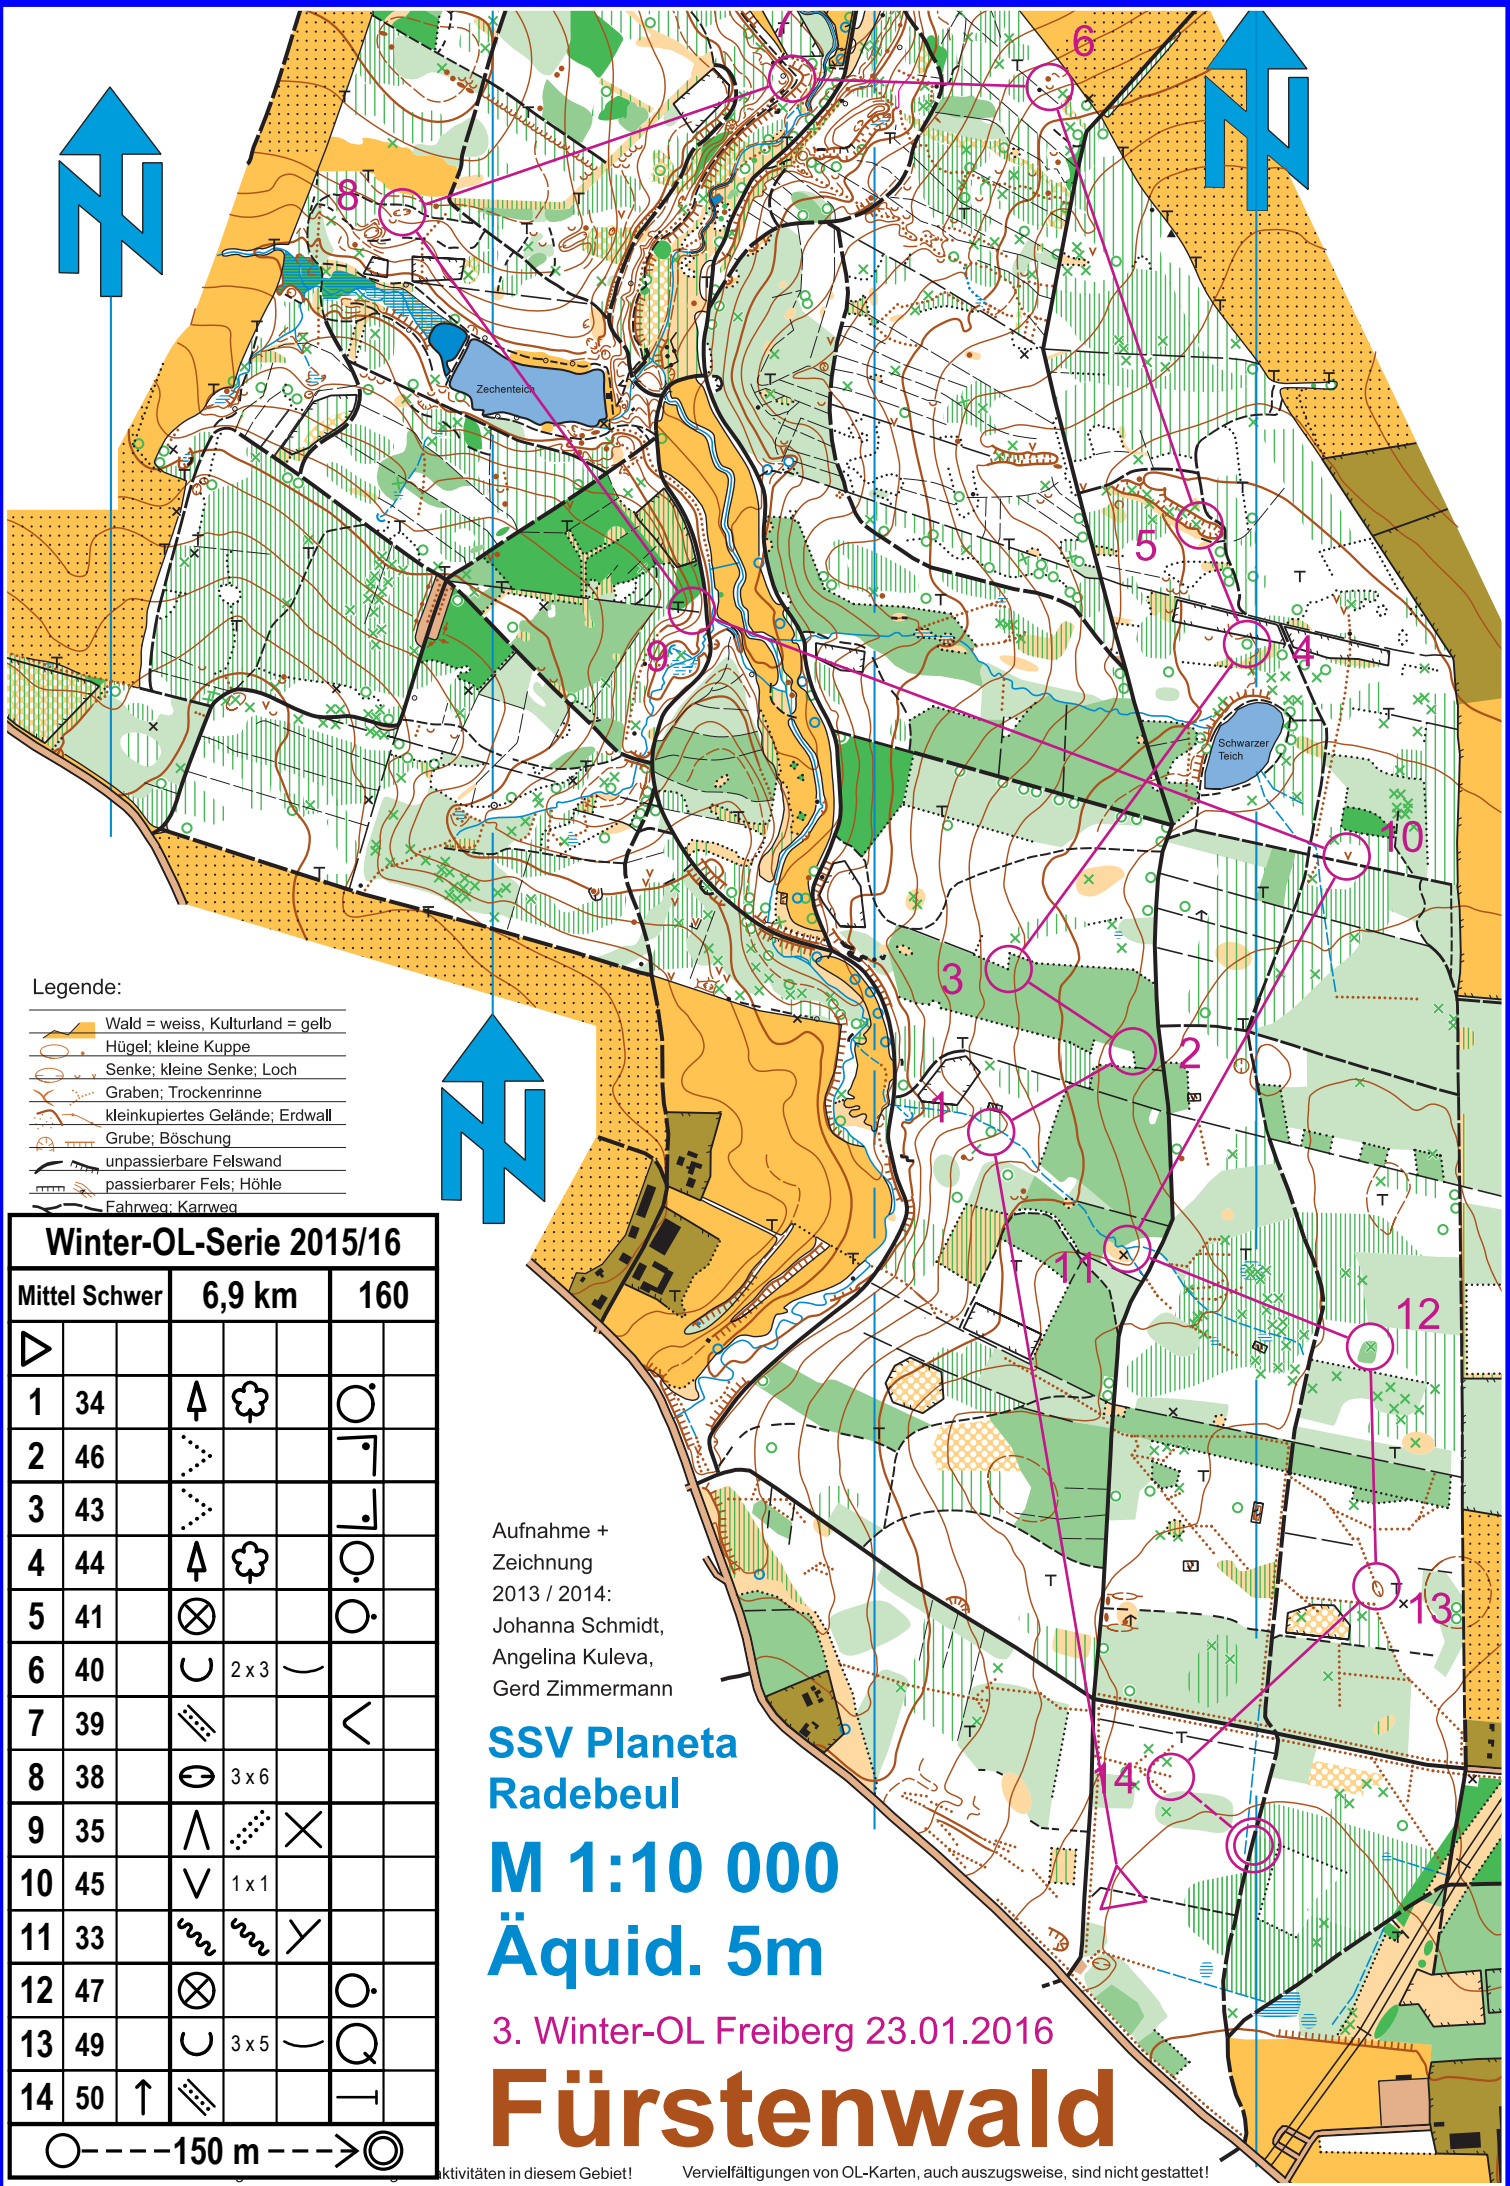 7
6
8
Zechenteich
5
4
9
Schwarzer
Teich
10
3
2
1
11
12
13
14
Legende:
Wald = weiss, Kulturland = gelb
Hügel; kleine Kuppe
Senke; kleine Senke; Loch
Graben; Trockenrinne
kleinkupiertes Gelände; Erdwall
Grube; Böschung
unpassierbare Felswand
passierbarer Fels; Höhle
Fahrweg; Karrweg
Winter-OL-Serie 2015/16
Mittel Schwer 6,9 km 160
1 34
2 46
3 43
4 44
5 41
6 40 2 x 3
7 39
8 38 3 x 6
9 35
10 45 1 x 1
11 33
12 47
13 49 3 x 5
14 50
150 m
Aufnahme +
Zeichnung
2013 / 2014:
Johanna Schmidt,
Angelina Kuleva,
Gerd Zimmermann
SSV Planeta
Radebeul
M 1:10 000
Äquid. 5m
3. Winter-OL Freiberg 23.01.2016
Fürstenwald
ktivitäten in diesem Gebiet! Vervielfältigungen von OL-Karten, auch auszugsweise, sind nicht gestattet!